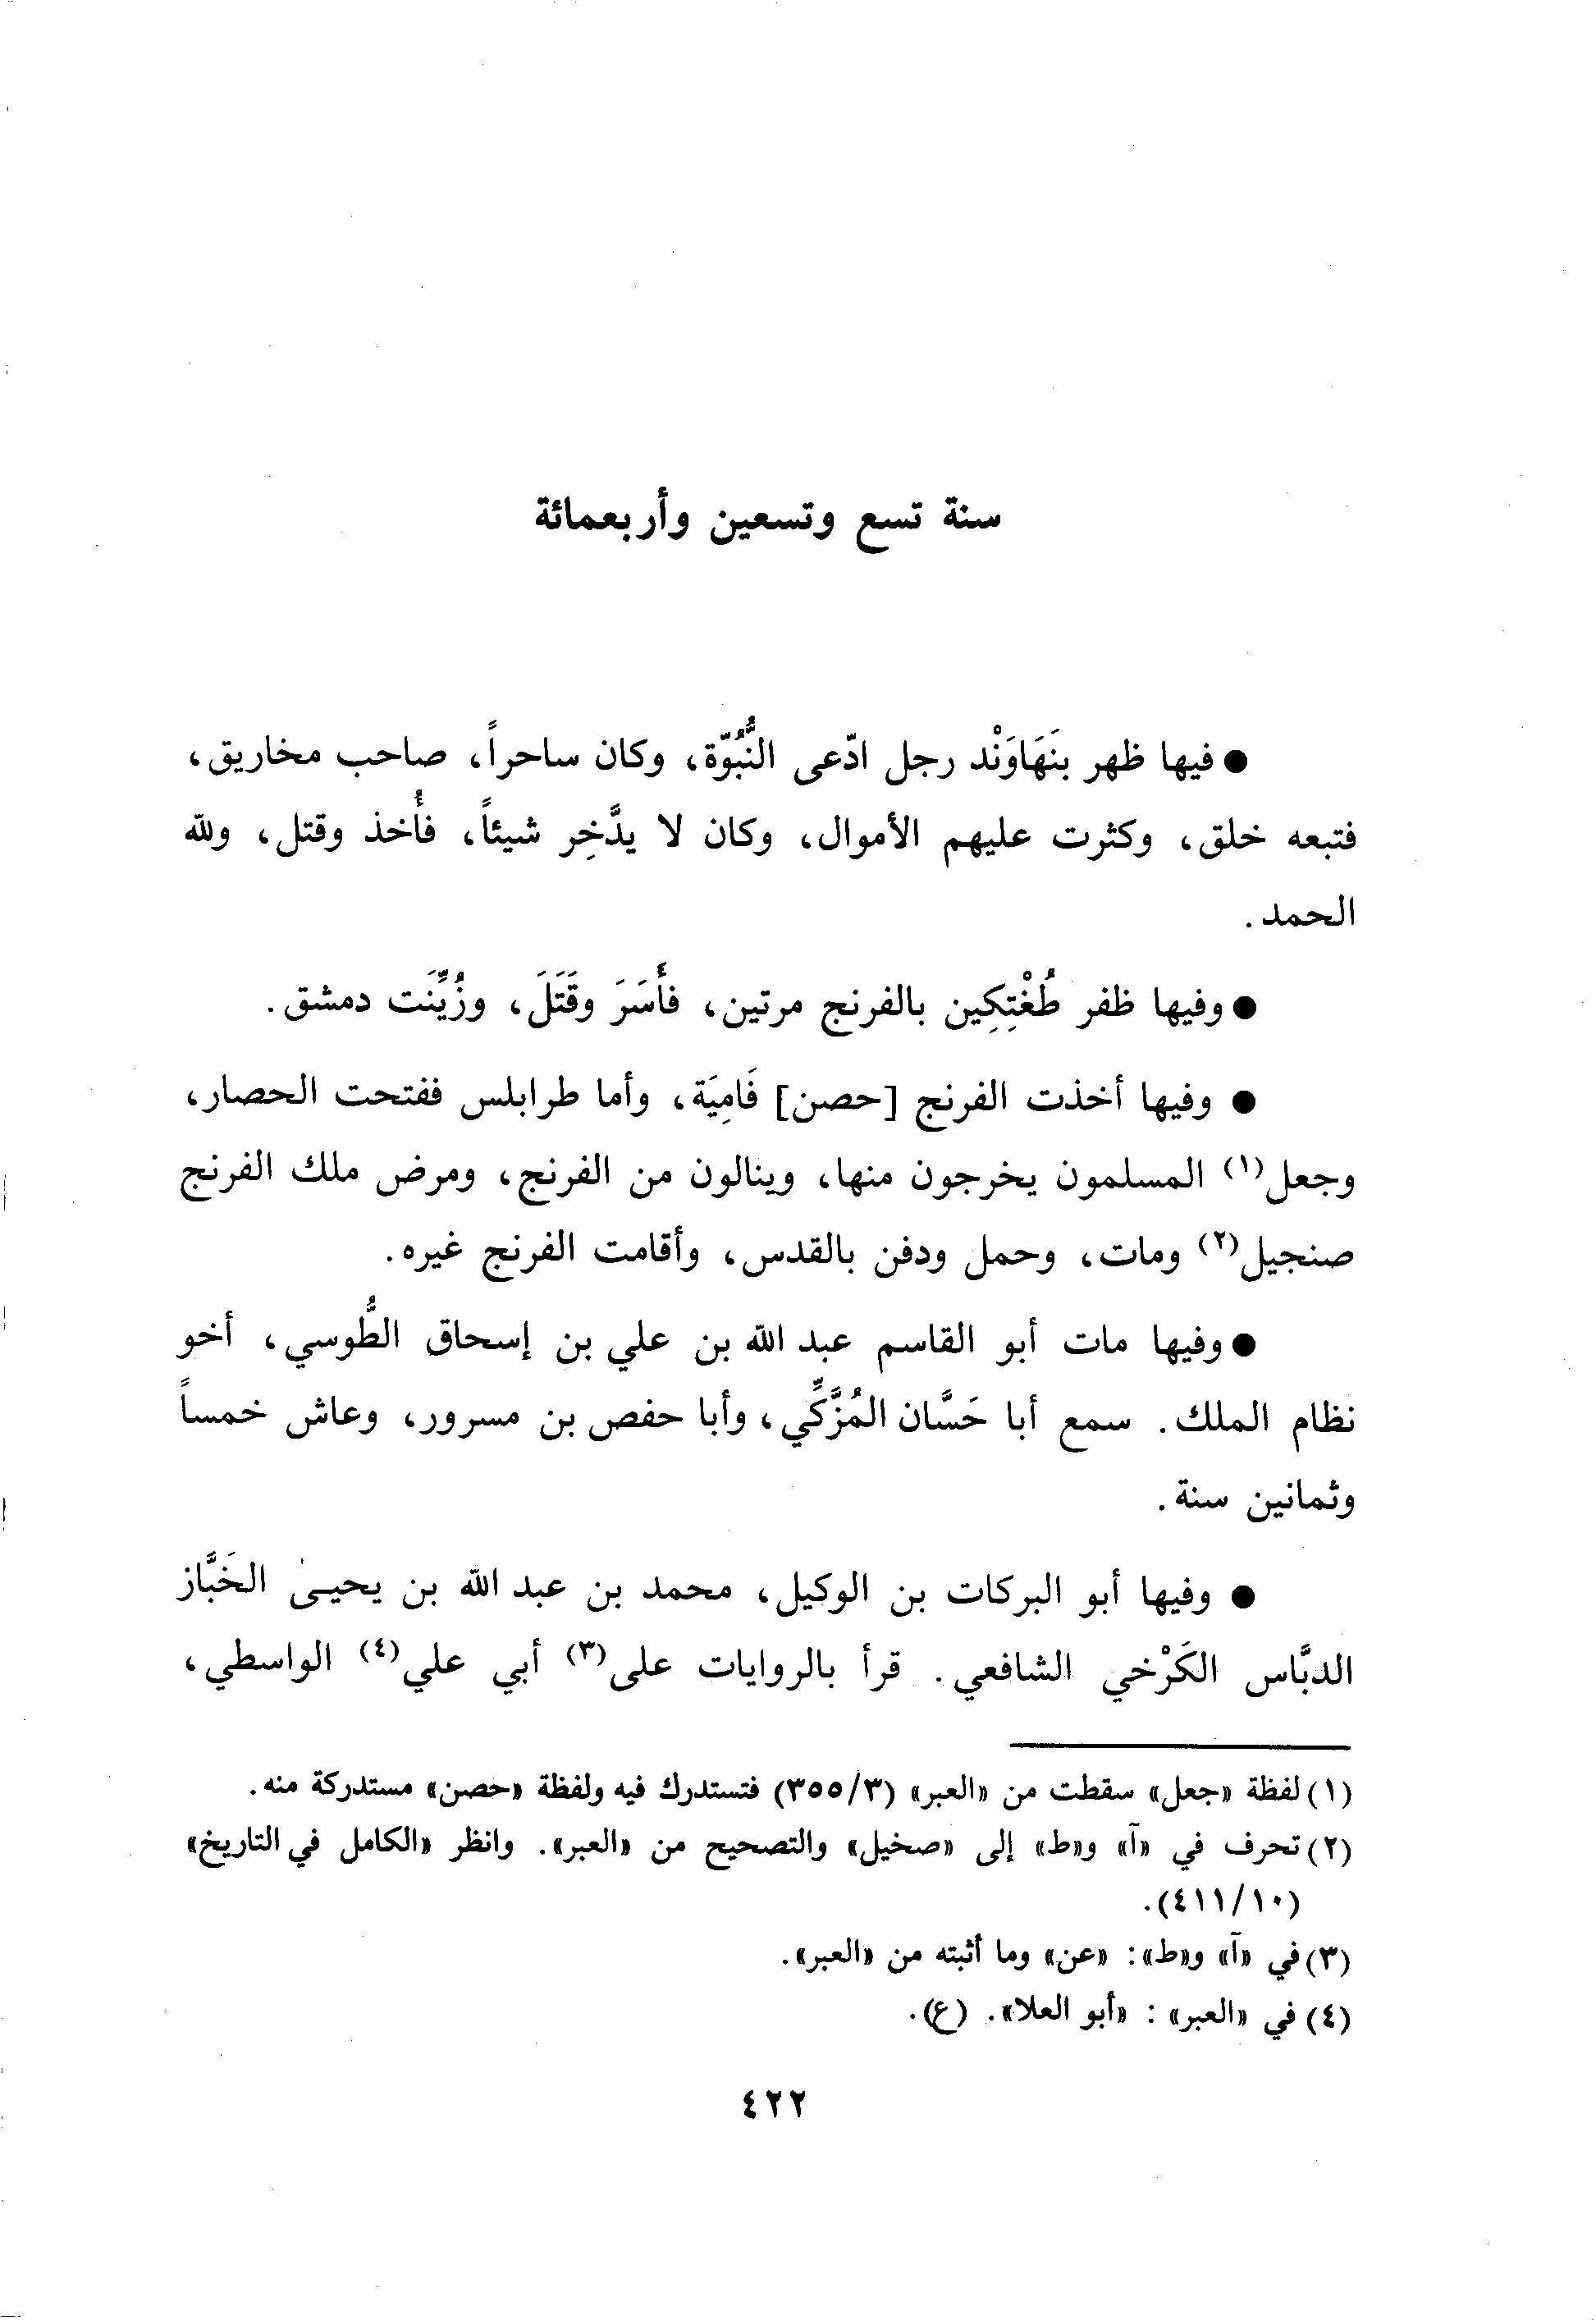 سنة تسع وتسعين وأربعمائة
● فيها ظهر بنَهَاوَنْد رجل ادّعى النُّبُوّة، وكان ساحراً، صاحب مخاريق،
فتبعه خلق، وكثرت عليهم الأموال، وكان لا يدَّخِر شيئاً، فأُخذ وقتل، ولله
الحمد.
● وفيها ظفر طُغْتِكِين بالفرنج مرتين، فأَسَرَ وقَتَلَ، وزُيِّنَت دمشق.
● وفيها أخذت الفرنج [حصن] فَامِيَة، وأما طرابلس ففتحت الحصار،
وجعل(١) المسلمون يخرجون منها، وينالون من الفرنج، ومرض ملك الفرنج
صنجيل(٢) ومات، وحمل ودفن بالقدس، وأقامت الفرنج غيره.
● وفيها مات أبو القاسم عبد الله بن علي بن إسحاق الطُّوسي، أخو
نظام الملك. سمع أبا حَسَّان المُزَّكِّي، وأبا حفص بن مسرور، وعاش خمساً
وثمانين سنة.
● وفيها أبو البركات بن الوكيل، محمد بن عبد الله بن يحيىٰ الخَبَّاز
الدبَّاس الكَرْخي الشافعي. قرأ بالروايات على(٣) أبي علي(٤) الواسطي،
(١) لفظة «جعل» سقطت من «العبر» (٣٥٥/٣) فتستدرك فيه ولفظة «حصن» مستدركة منه.
(٢) تحرف في «آ» و«ط» إلى «صخيل» والتصحيح من «العبر». وانظر «الكامل في التاريخ»
(٤١١/١٠).
(٣) في «آ» و«ط»: «عن» وما أثبته من «العبر».
(٤) في «العبر»: «أبو العلا». (ع).
٤٢٢